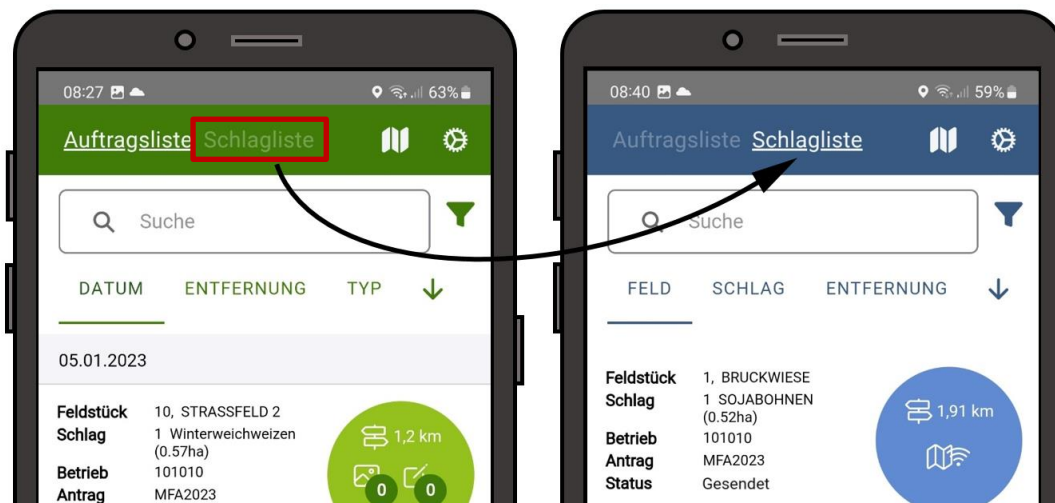 08:27 63%
Auftragsliste Schlagliste
Suche
DATUM ENTFERNUNG TYP
05.01.2023
Feldstück 10, STRASSFELD 2
Schlag 1 Winterweichweizen
(0.57ha)
1,2 km
Betrieb 101010
Antrag MFA2023
0 0
08:40 59%
Auftragsliste Schlagliste
Suche
FELD SCHLAG ENTFERNUNG
Feldstück 1, BRUCKWIESE
Schlag 1 SOJABOHNEN
(0.52ha)
1,91 km
Betrieb 101010
Antrag MFA2023
Status Gesendet